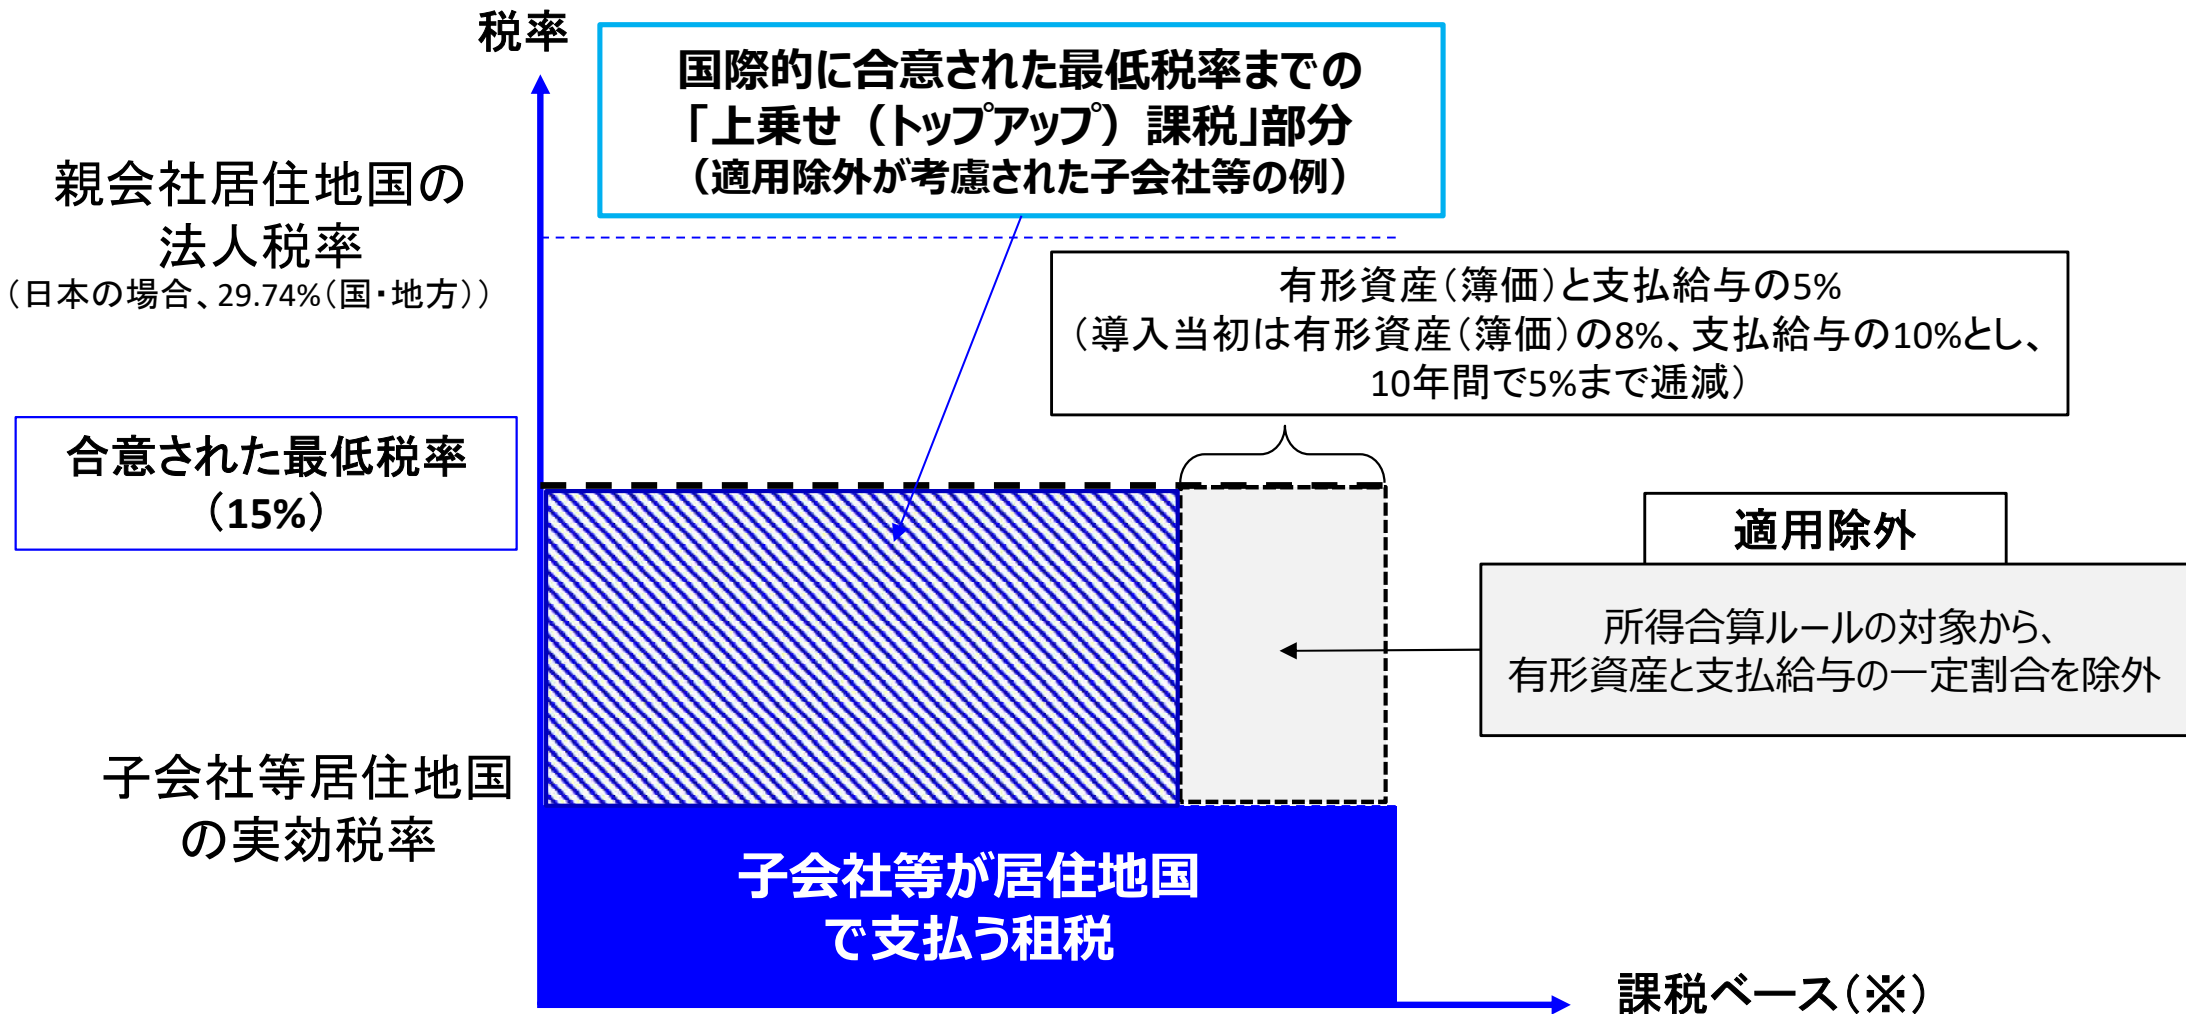 税率
国際的に合意された最低税率までの
「上乗せ（トップアップ）課税」部分
（適用除外が考慮された子会社等の例）
親会社居住地国の
法人税率
（日本の場合、29.74%（国・地方））
有形資産（簿価）と支払給与の5%
（導入当初は有形資産（簿価）の8%、支払給与の10%とし、
10年間で5%まで逓減）
合意された最低税率
（15%）
適用除外
所得合算ルールの対象から、
有形資産と支払給与の一定割合を除外
子会社等居住地国
の実効税率
子会社等が居住地国
で支払う租税
課税ベース（※）